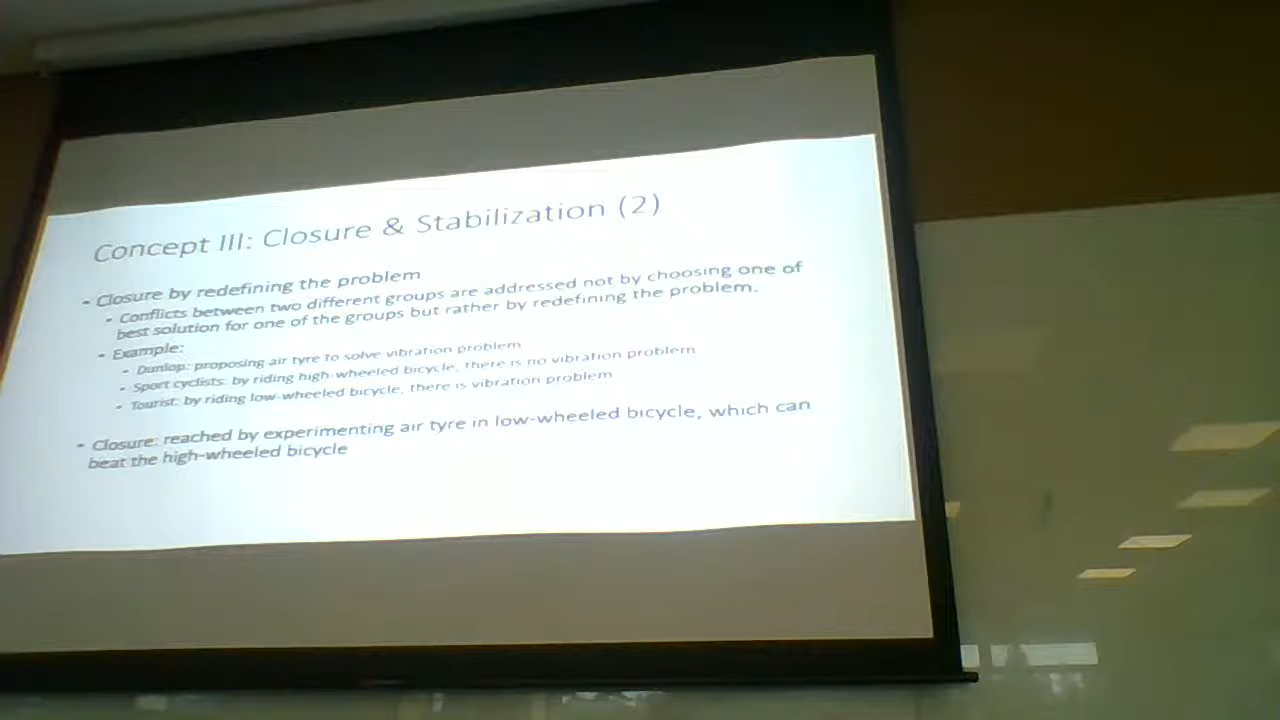 Concept III: Closure & Stabilization (2)
- Closure by redefining the problem
- Conflicts between two different groups are addressed not by choosing one of
best solution for one of the groups but rather by redefining the problem.
- Example:
- Dunlop: proposing air tyre to solve vibration problem
- Sport cyclists: by riding high-wheeled bicycle, there is no vibration problem
- Tourist: by riding low-wheeled bicycle, there is vibration problem
- Closure: reached by experimenting air tyre in low-wheeled bicycle, which can
beat the high-wheeled bicycle